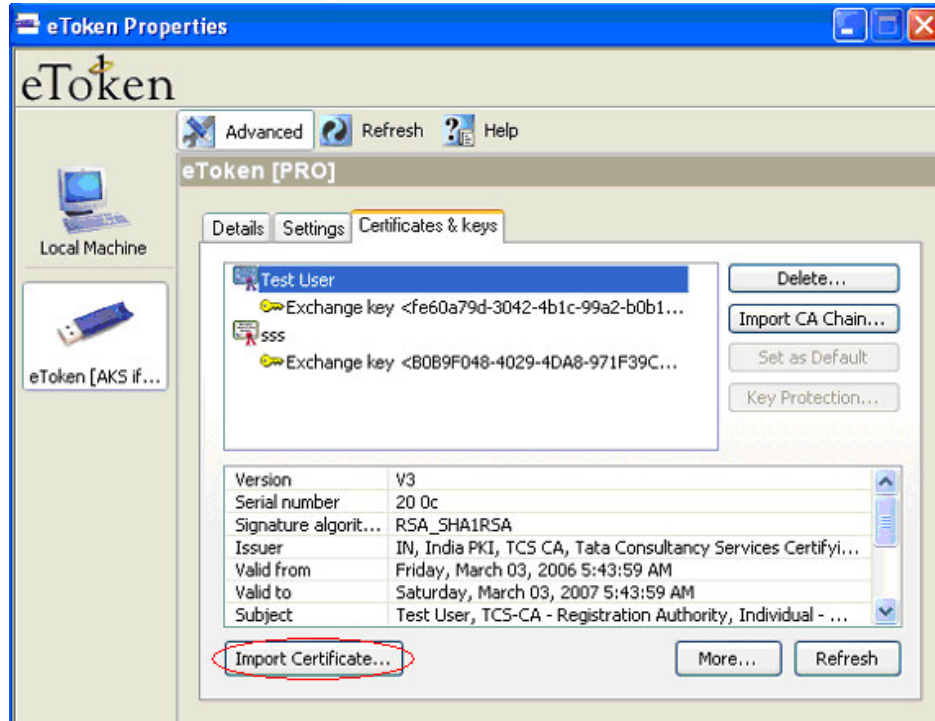 eToken Properties
eToken
Advanced Refresh Help
eToken [PRO]
Local Machine
eToken [AKS if...
Details Settings Certificates & keys
Test User
Exchange key <fe60a79d-3042-4b1c-99a2-b0b1...
sss
Exchange key <B0B9F048-4029-4DA8-971F39C...
Delete...
Import CA Chain...
Set as Default
Key Protection...
Version V3
Serial number 20 0c
Signature algorit... RSA_SHA1RSA
Issuer IN, India PKI, TCS CA, Tata Consultancy Services Certifyi...
Valid from Friday, March 03, 2006 5:43:59 AM
Valid to Saturday, March 03, 2007 5:43:59 AM
Subject Test User, TCS-CA - Registration Authority, Individual - ...
Import Certificate... More... Refresh